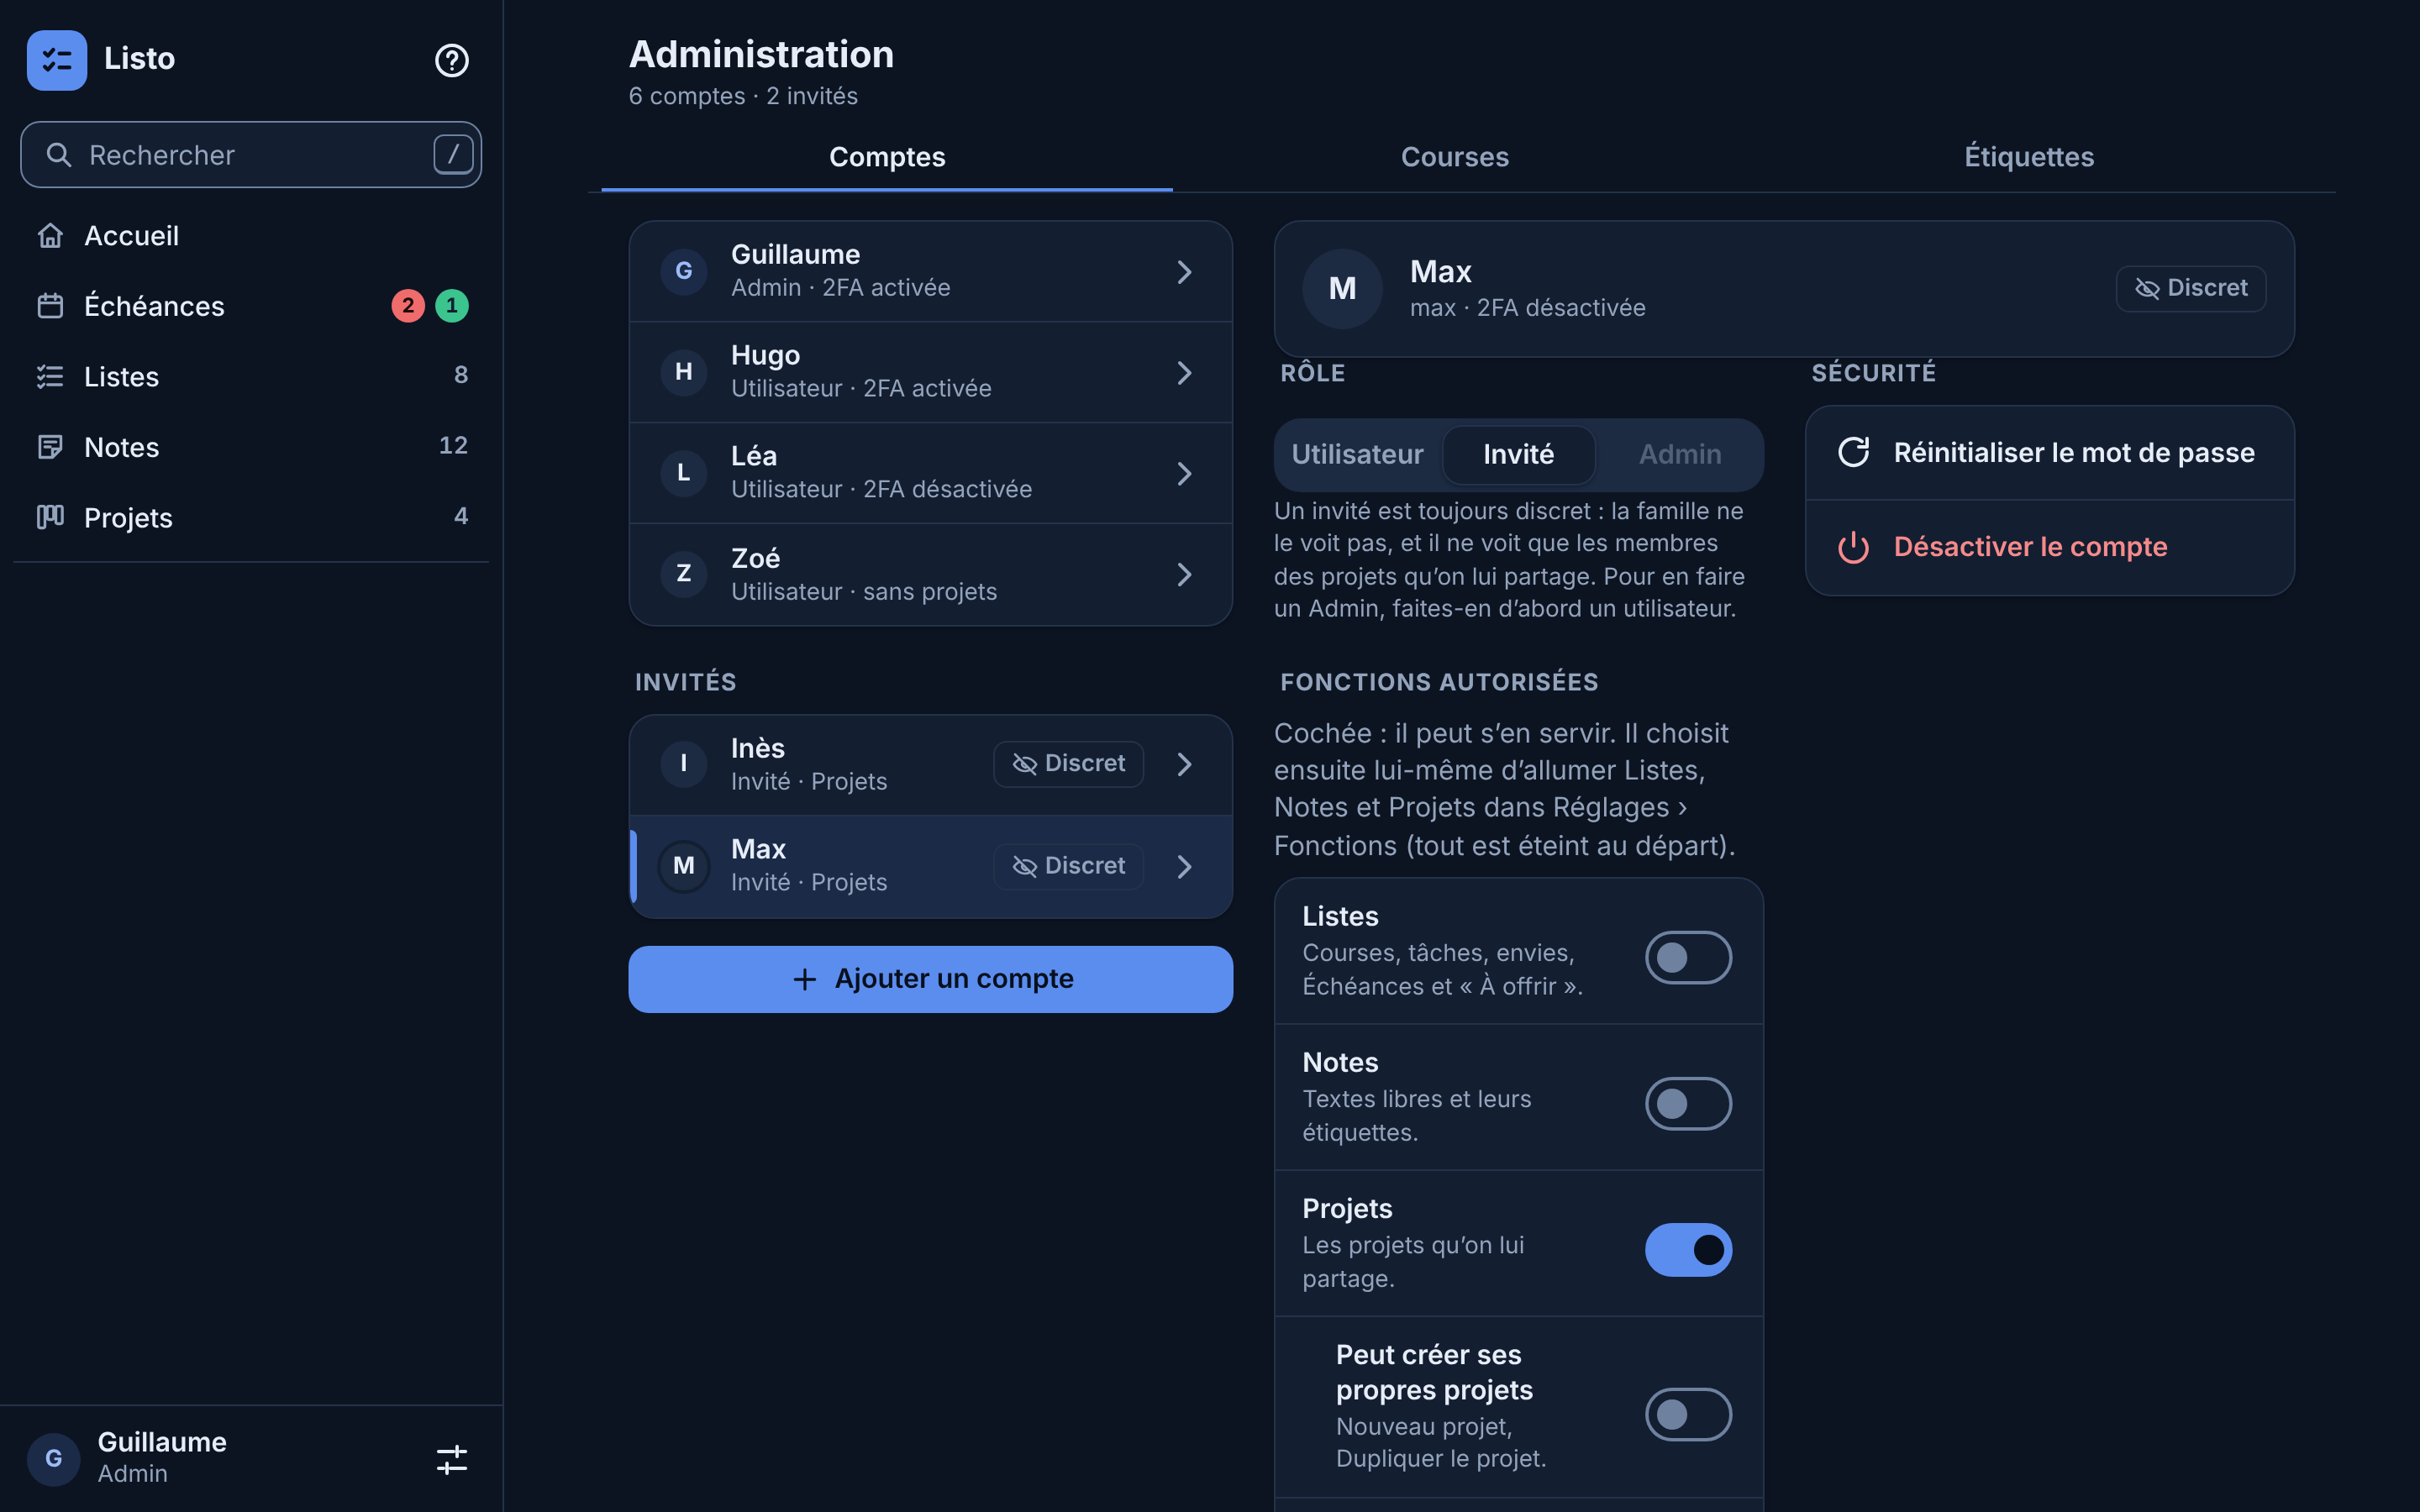 Listo
Rechercher
/
Accueil
Échéances
2
1
Listes
8
Notes
12
Projets
4
G
Guillaume
Admin
Administration
6 comptes · 2 invités
Comptes
Courses
Étiquettes
G
Guillaume
Admin · 2FA activée
H
Hugo
Utilisateur · 2FA activée
L
Léa
Utilisateur · 2FA désactivée
Z
Zoé
Utilisateur · sans projets
INVITÉS
I
Inès
Invité · Projets
Discret
M
Max
Invité · Projets
Discret
Ajouter un compte
M
Max
max · 2FA désactivée
Discret
RÔLE
Utilisateur
Invité
Admin
Un invité est toujours discret : la famille ne
le voit pas, et il ne voit que les membres
des projets qu’on lui partage. Pour en faire
un Admin, faites-en d’abord un utilisateur.
SÉCURITÉ
Réinitialiser le mot de passe
Désactiver le compte
FONCTIONS AUTORISÉES
Cochée : il peut s’en servir. Il choisit
ensuite lui-même d’allumer Listes,
Notes et Projets dans Réglages ›
Fonctions (tout est éteint au départ).
Listes
Courses, tâches, envies,
Échéances et « À offrir ».
Notes
Textes libres et leurs
étiquettes.
Projets
Les projets qu’on lui
partage.
Peut créer ses
propres projets
Nouveau projet,
Dupliquer le projet.